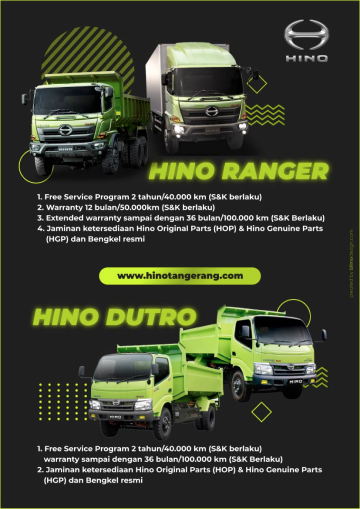 HINO
HINO RANGER
1. Free Service Program 2 tahun/40.000 km (S&K berlaku)
2. Warranty 12 bulan/50.000km (S&K berlaku)
3. Extended warranty sampai dengan 36 bulan/100.000 km (S&K Berlaku)
4. Jaminan ketersediaan Hino Original Parts (HOP) & Hino Genuine Parts
(HGP) dan Bengkel resmi
www.hinotangerang.com
HINO DUTRO
1. Free Service Program 2 tahun/40.000 km (S&K berlaku)
warranty sampai dengan 36 bulan/100.000 km (S&K berlaku)
2. Jaminan ketersediaan Hino Original Parts (HOP) & Hino Genuine Parts
(HGP) dan Bengkel resmi